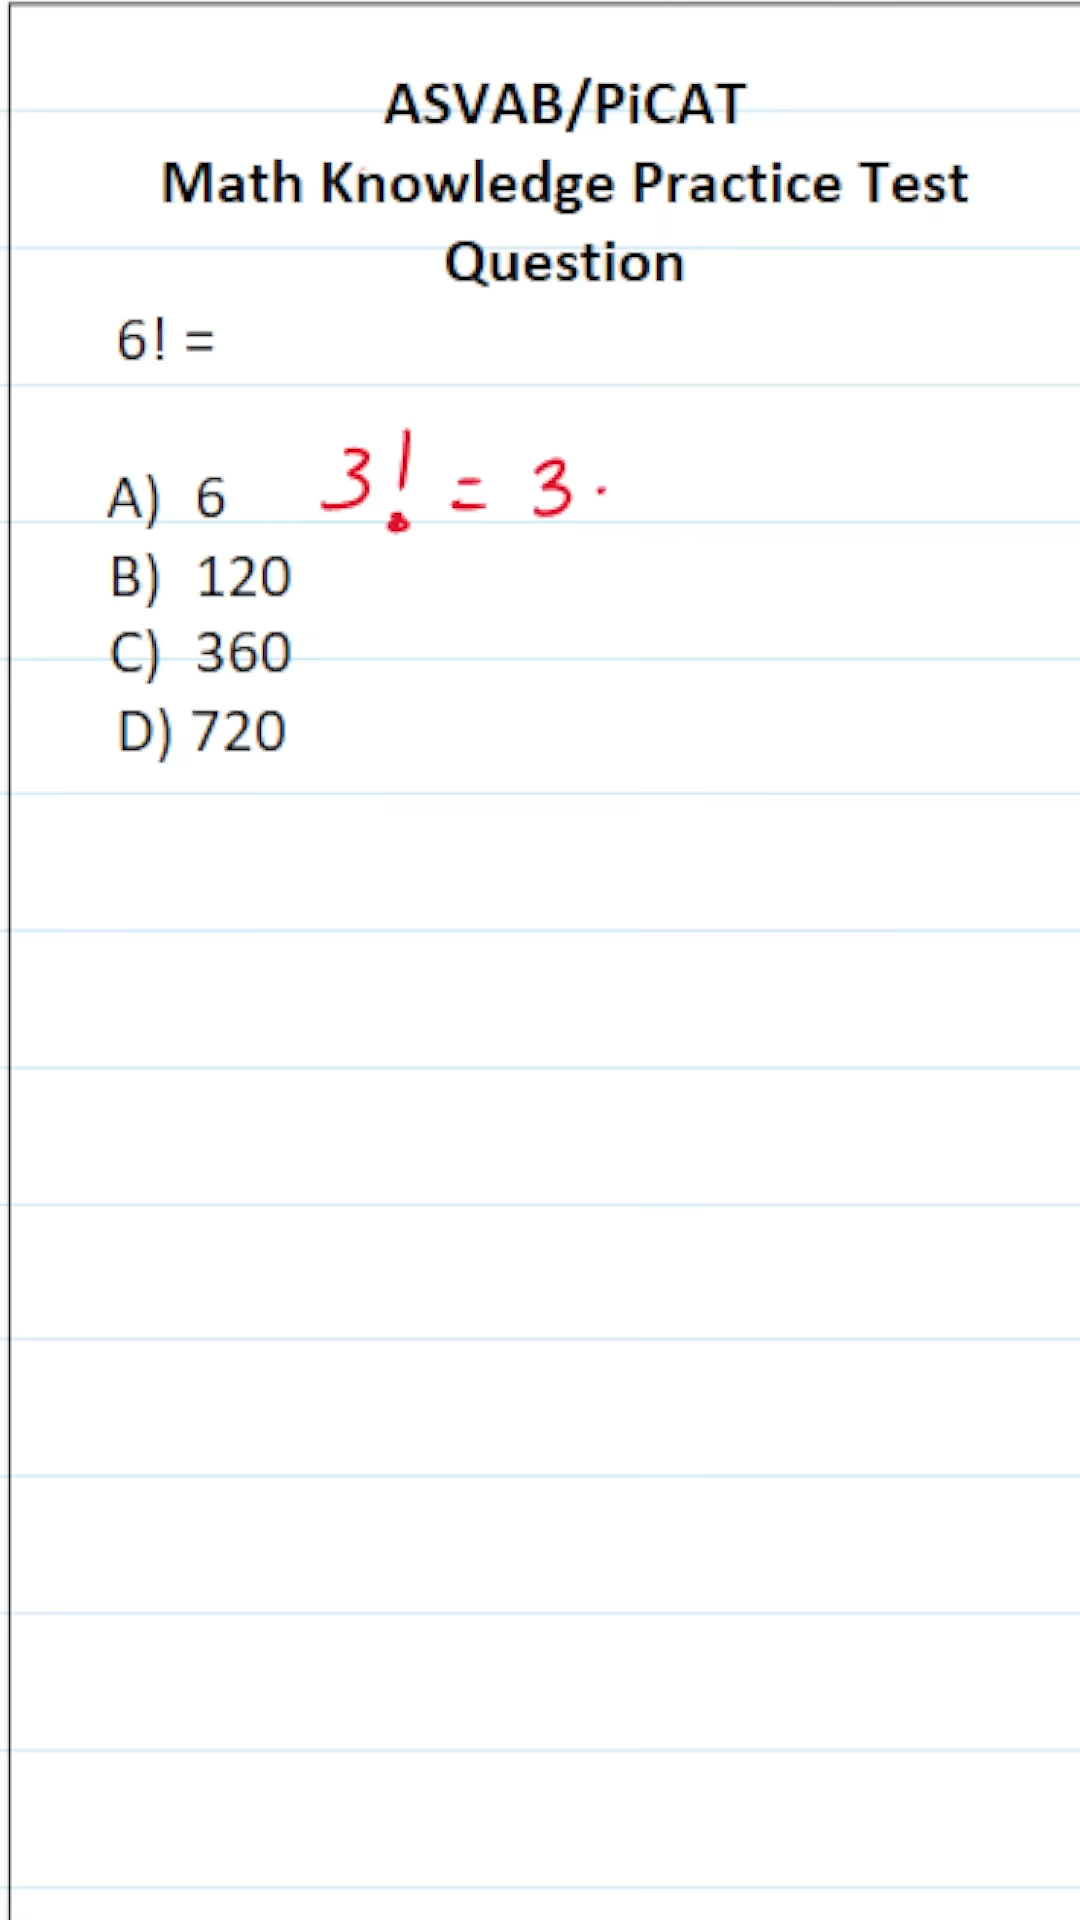 ASVAB/PiCAT
Math Knowledge Practice Test
Question
6! =
A) 6
3! = 3 ·
B) 120
C) 360
D) 720